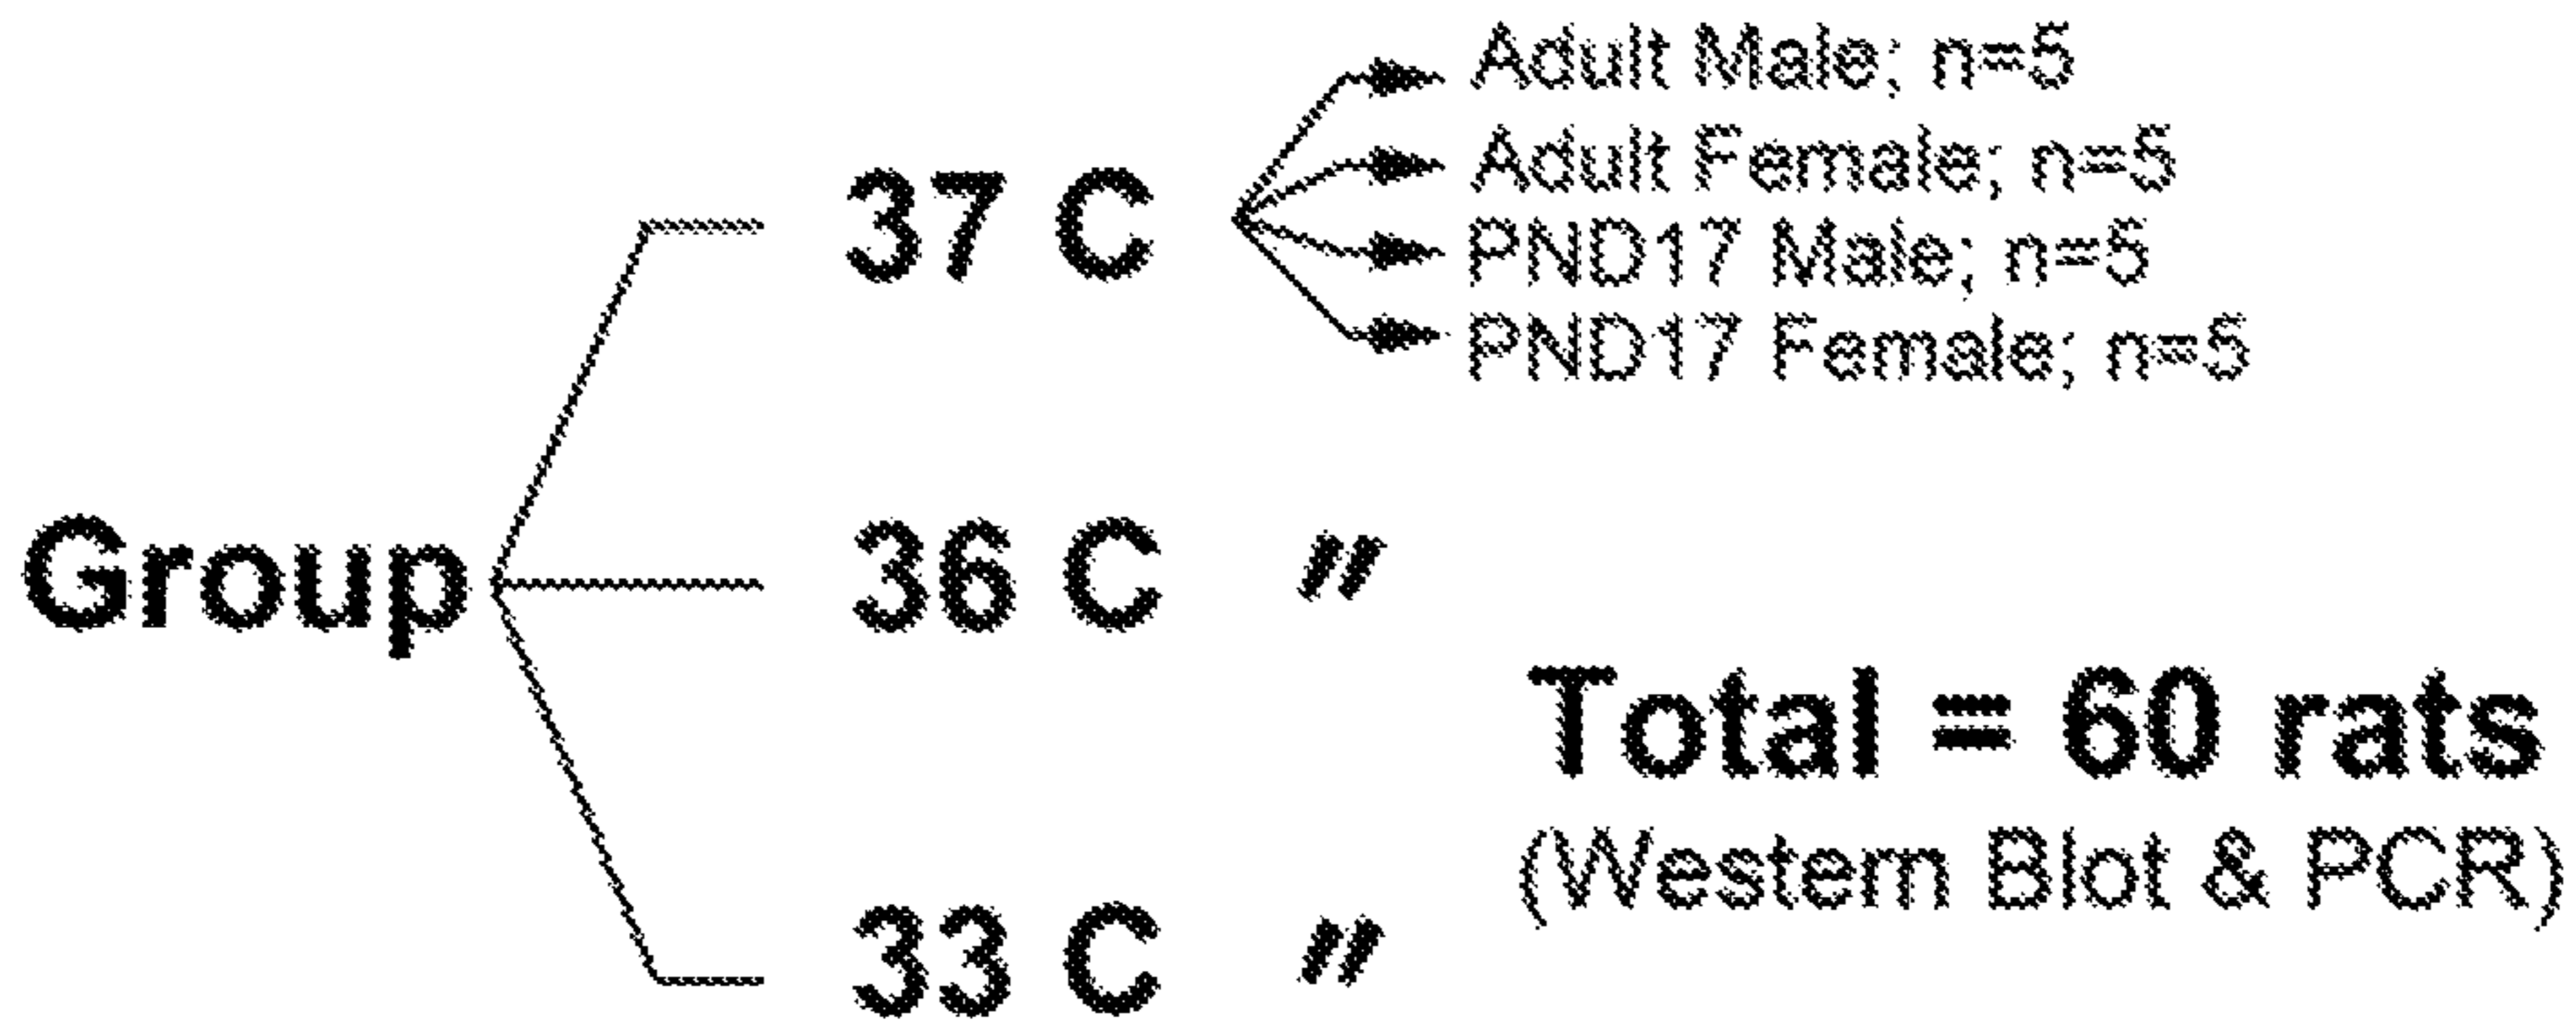 37 C
Adult Male; n=5
Adult Female; n=5
PND17 Male; n=5
PND17 Female; n=5
Group
36 C "
Total = 60 rats
(Western Blot & PCR)
33 C "